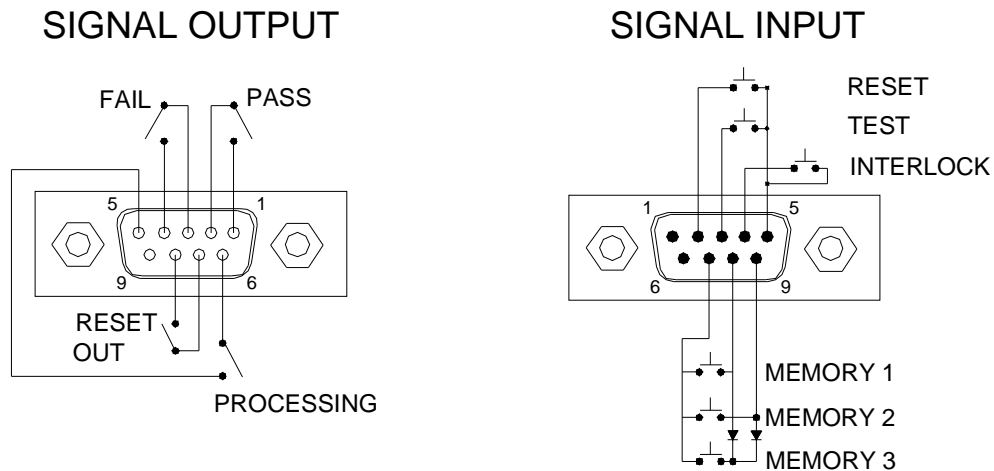 SIGNAL OUTPUT
FAIL
PASS
5
1
9
6
RESET
OUT
PROCESSING
SIGNAL INPUT
RESET
TEST
INTERLOCK
1
5
6
9
MEMORY 1
MEMORY 2
MEMORY 3